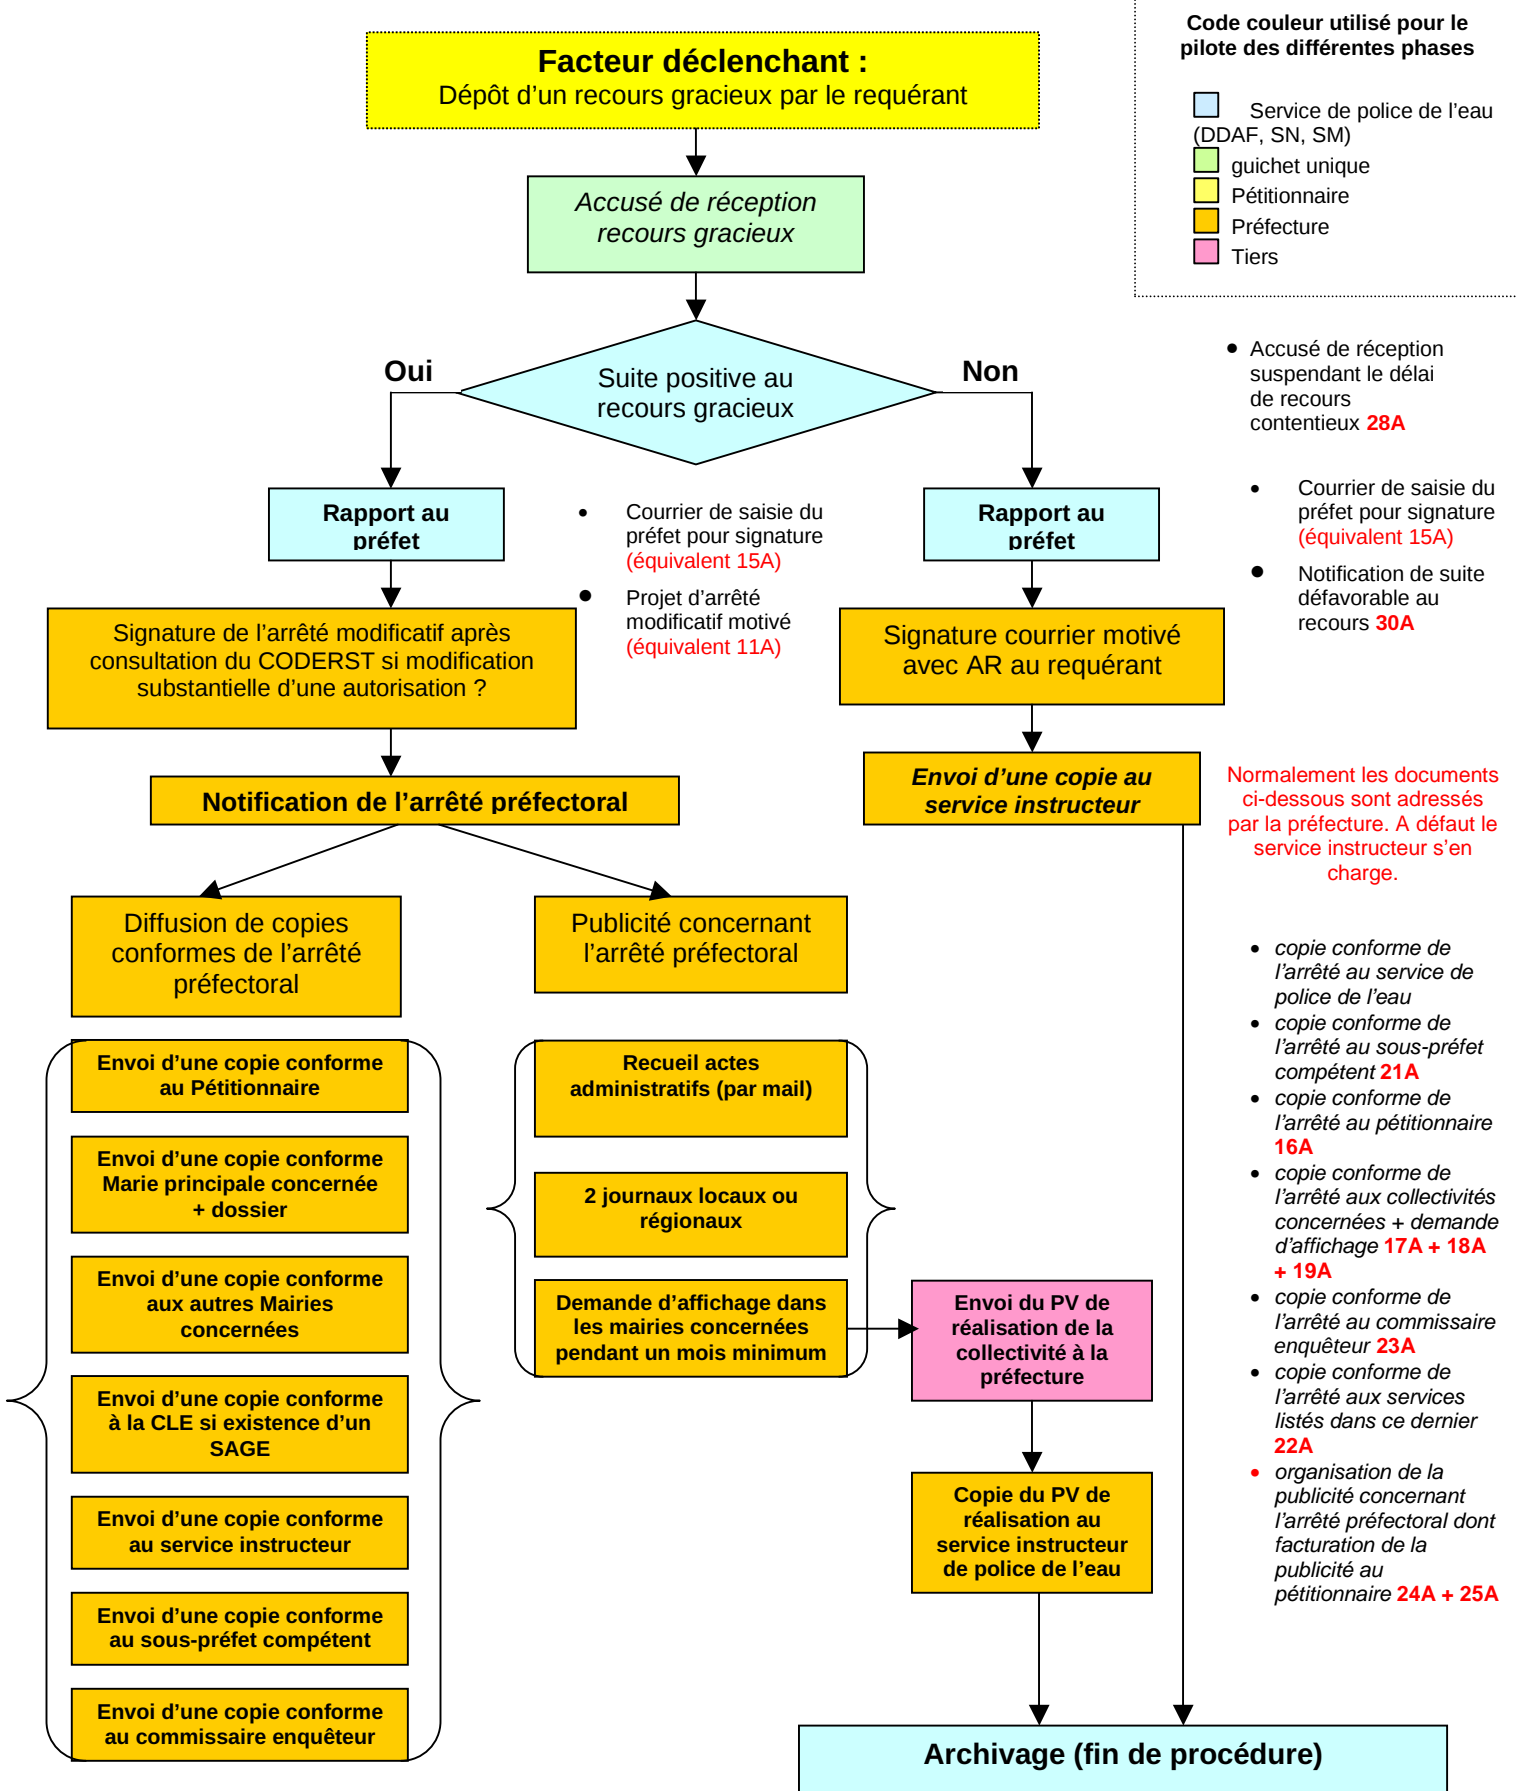 Code couleur utilisé pour le
pilote des différentes phases
Service de police de l’eau
(DDAF, SN, SM)
guichet unique
Pétitionnaire
Préfecture
Tiers
Facteur déclenchant :
Dépôt d’un recours gracieux par le requérant
Accusé de réception
recours gracieux
Oui
Suite positive au
recours gracieux
Non
• Accusé de réception
suspendant le délai
de recours
contentieux 28A
Rapport au
préfet
• Courrier de saisie du
préfet pour signature
(équivalent 15A)
• Projet d’arrêté
modificatif motivé
(équivalent 11A)
Rapport au
préfet
• Courrier de saisie du
préfet pour signature
(équivalent 15A)
• Notification de suite
défavorable au
recours 30A
Signature de l’arrêté modificatif après
consultation du CODERST si modification
substantielle d’une autorisation ?
Signature courrier motivé
avec AR au requérant
Notification de l’arrêté préfectoral
Envoi d’une copie au
service instructeur
Normalement les documents
ci-dessous sont adressés
par la préfecture. A défaut le
service instructeur s’en
charge.
Diffusion de copies
conformes de l’arrêté
préfectoral
Publicité concernant
l’arrêté préfectoral
Envoi d’une copie conforme
au Pétitionnaire
Envoi d’une copie conforme
Marie principale concernée
+ dossier
Envoi d’une copie conforme
aux autres Mairies
concernées
Envoi d’une copie conforme
à la CLE si existence d’un
SAGE
Envoi d’une copie conforme
au service instructeur
Envoi d’une copie conforme
au sous-préfet compétent
Envoi d’une copie conforme
au commissaire enquêteur
Recueil actes
administratifs (par mail)
2 journaux locaux ou
régionaux
Demande d’affichage dans
les mairies concernées
pendant un mois minimum
Envoi du PV de
réalisation de la
collectivité à la
préfecture
Copie du PV de
réalisation au
service instructeur
de police de l’eau
• copie conforme de
l’arrêté au service de
police de l’eau
• copie conforme de
l’arrêté au sous-préfet
compétent 21A
• copie conforme de
l’arrêté au pétitionnaire
16A
• copie conforme de
l’arrêté aux collectivités
concernées + demande
d’affichage 17A + 18A
+ 19A
• copie conforme de
l’arrêté au commissaire
enquêteur 23A
• copie conforme de
l’arrêté aux services
listés dans ce dernier
22A
• organisation de la
publicité concernant
l’arrêté préfectoral dont
facturation de la
publicité au
pétitionnaire 24A + 25A
Archivage (fin de procédure)